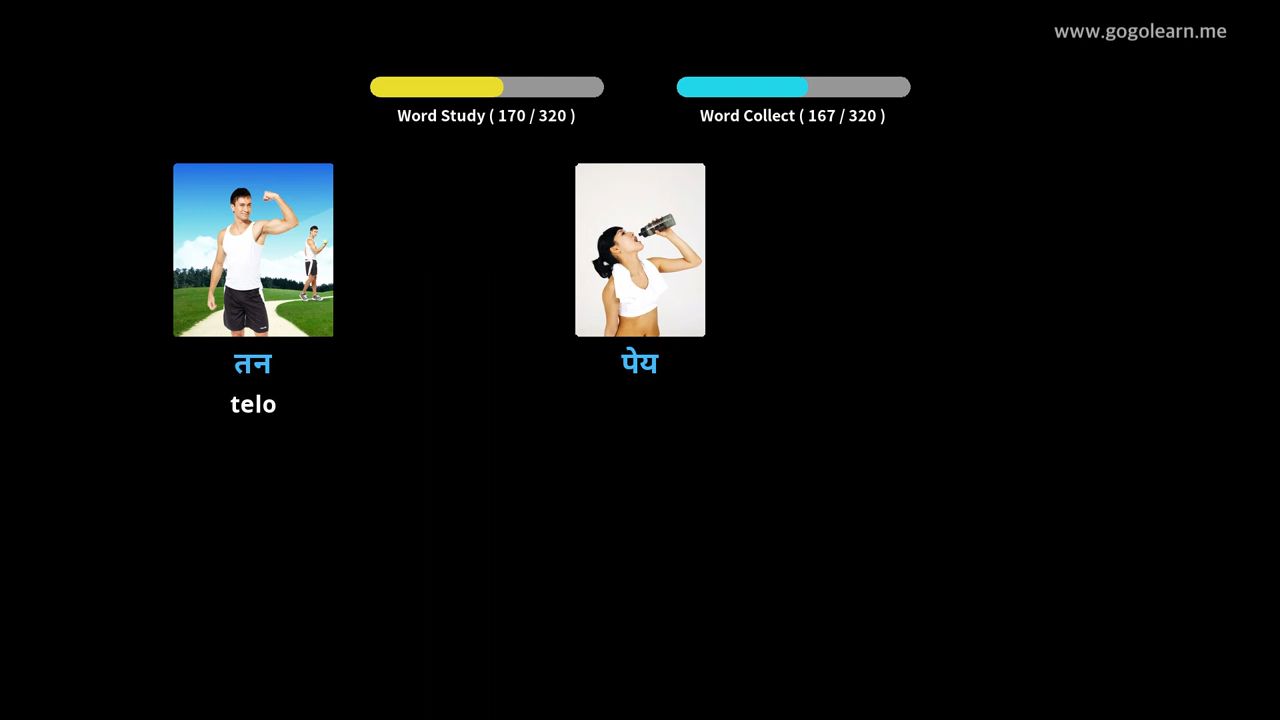 www.gogolearn.me
Word Study ( 170 / 320 )
Word Collect ( 167 / 320 )
तन
पेय
telo